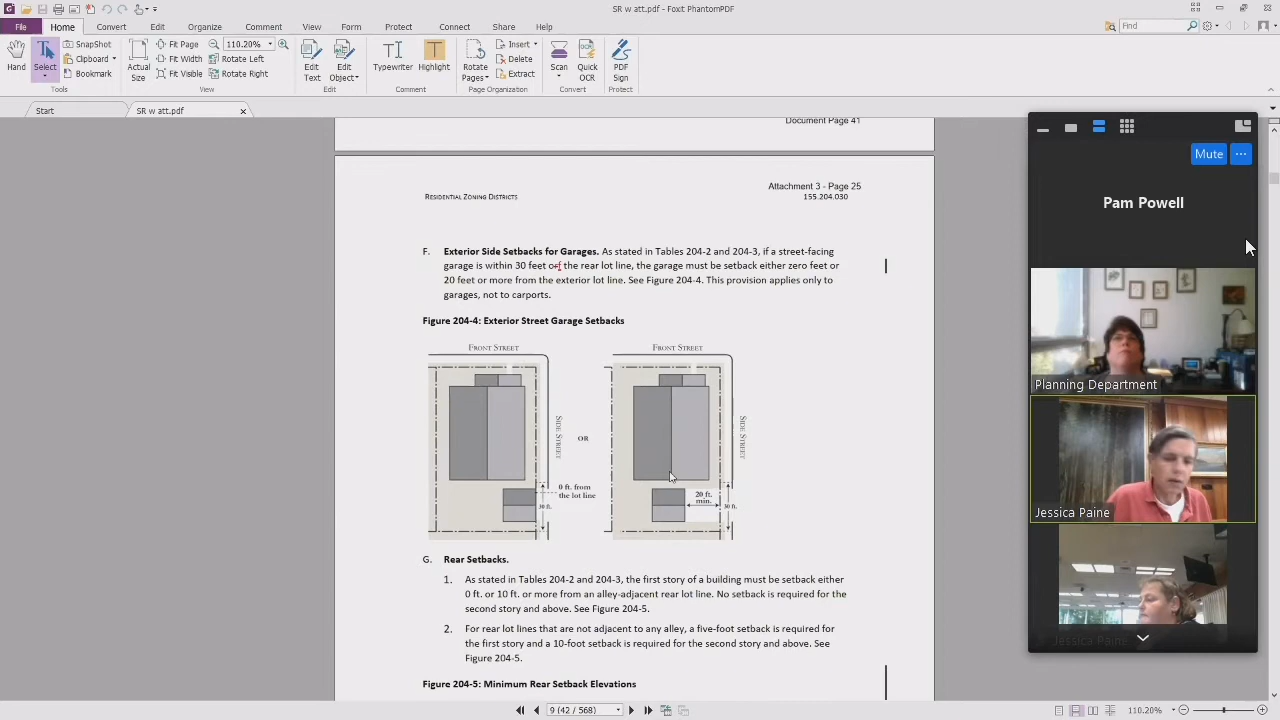 SR w att.pdf - Foxit PhantomPDF
File Home Convert Edit Organize Comment View Form Protect Connect Share Help
Find
Hand
Select
SnapShot
Clipboard
Bookmark
Tools
Actual Size
Fit Page
Fit Width
Fit Visible
110.20%
Rotate Left
Rotate Right
View
Edit Text
Edit Object
Edit
Typewriter
Highlight
Comment
Rotate Pages
Insert
Delete
Extract
Page Organization
Scan
Quick OCR
Convert
PDF Sign
Protect
Start
SR w att.pdf
Document Page 41
RESIDENTIAL ZONING DISTRICTS
Attachment 3 - Page 25
155.204.030
F. Exterior Side Setbacks for Garages. As stated in Tables 204-2 and 204-3, if a street-facing
garage is within 30 feet orf the rear lot line, the garage must be setback either zero feet or
20 feet or more from the exterior lot line. See Figure 204-4. This provision applies only to
garages, not to carports.
Figure 204-4: Exterior Street Garage Setbacks
FRONT STREET
SIDE STREET
0 ft. from
the lot line
30 ft.
OR
FRONT STREET
SIDE STREET
20 ft.
min.
30 ft.
G. Rear Setbacks.
1. As stated in Tables 204-2 and 204-3, the first story of a building must be setback either
0 ft. or 10 ft. or more from an alley-adjacent rear lot line. No setback is required for the
second story and above. See Figure 204-5.
2. For rear lot lines that are not adjacent to any alley, a five-foot setback is required for
the first story and a 10-foot setback is required for the second story and above. See
Figure 204-5.
Figure 204-5: Minimum Rear Setback Elevations
Mute
...
Pam Powell
Planning Department
Jessica Paine
Jessica Paine
9 (42 / 568)
110.20%